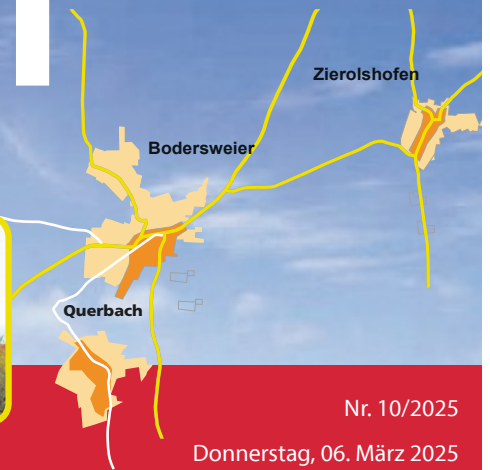 Zierolshofen
Bodersweier
Querbach
Nr. 10/2025
Donnerstag, 06. März 2025